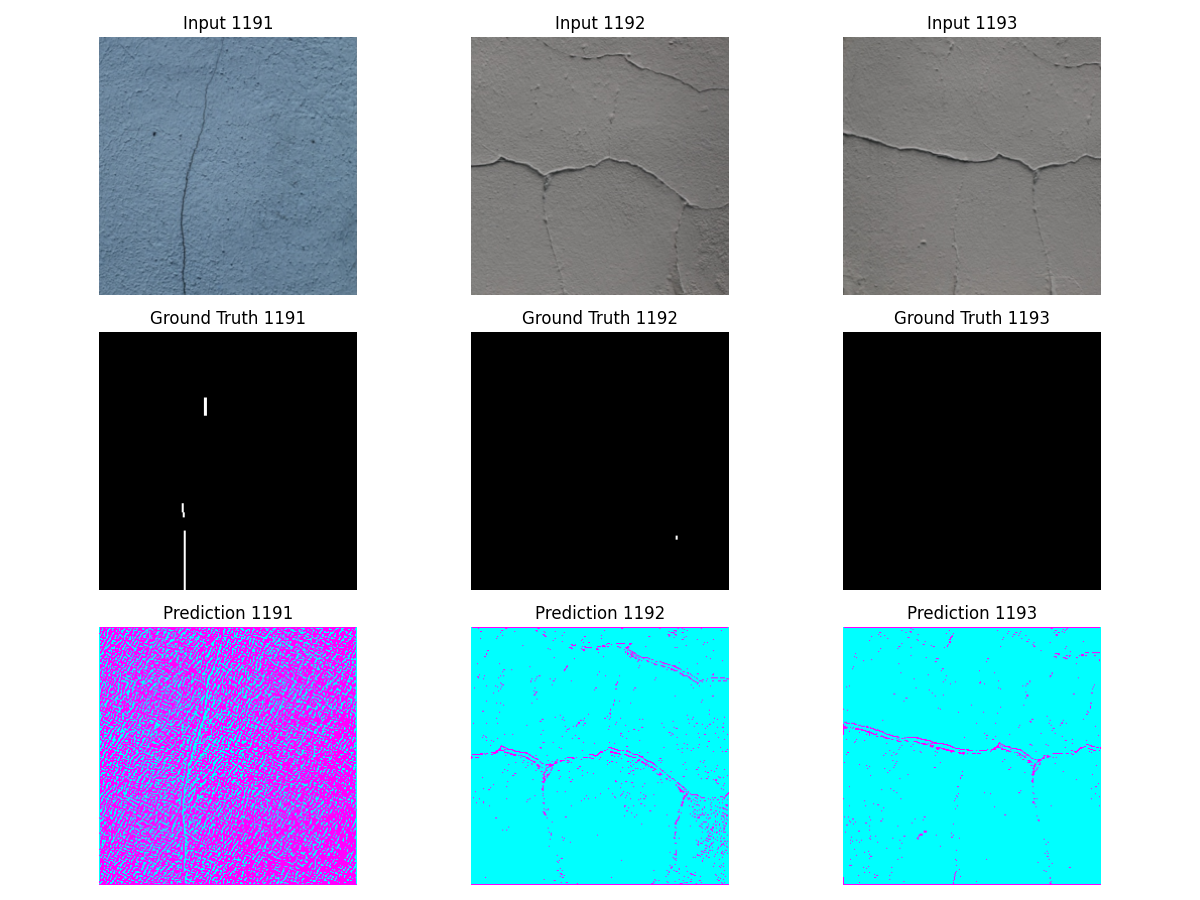 Input 1191
Input 1192
Input 1193
Ground Truth 1191
Ground Truth 1192
Ground Truth 1193
Prediction 1191
Prediction 1192
Prediction 1193